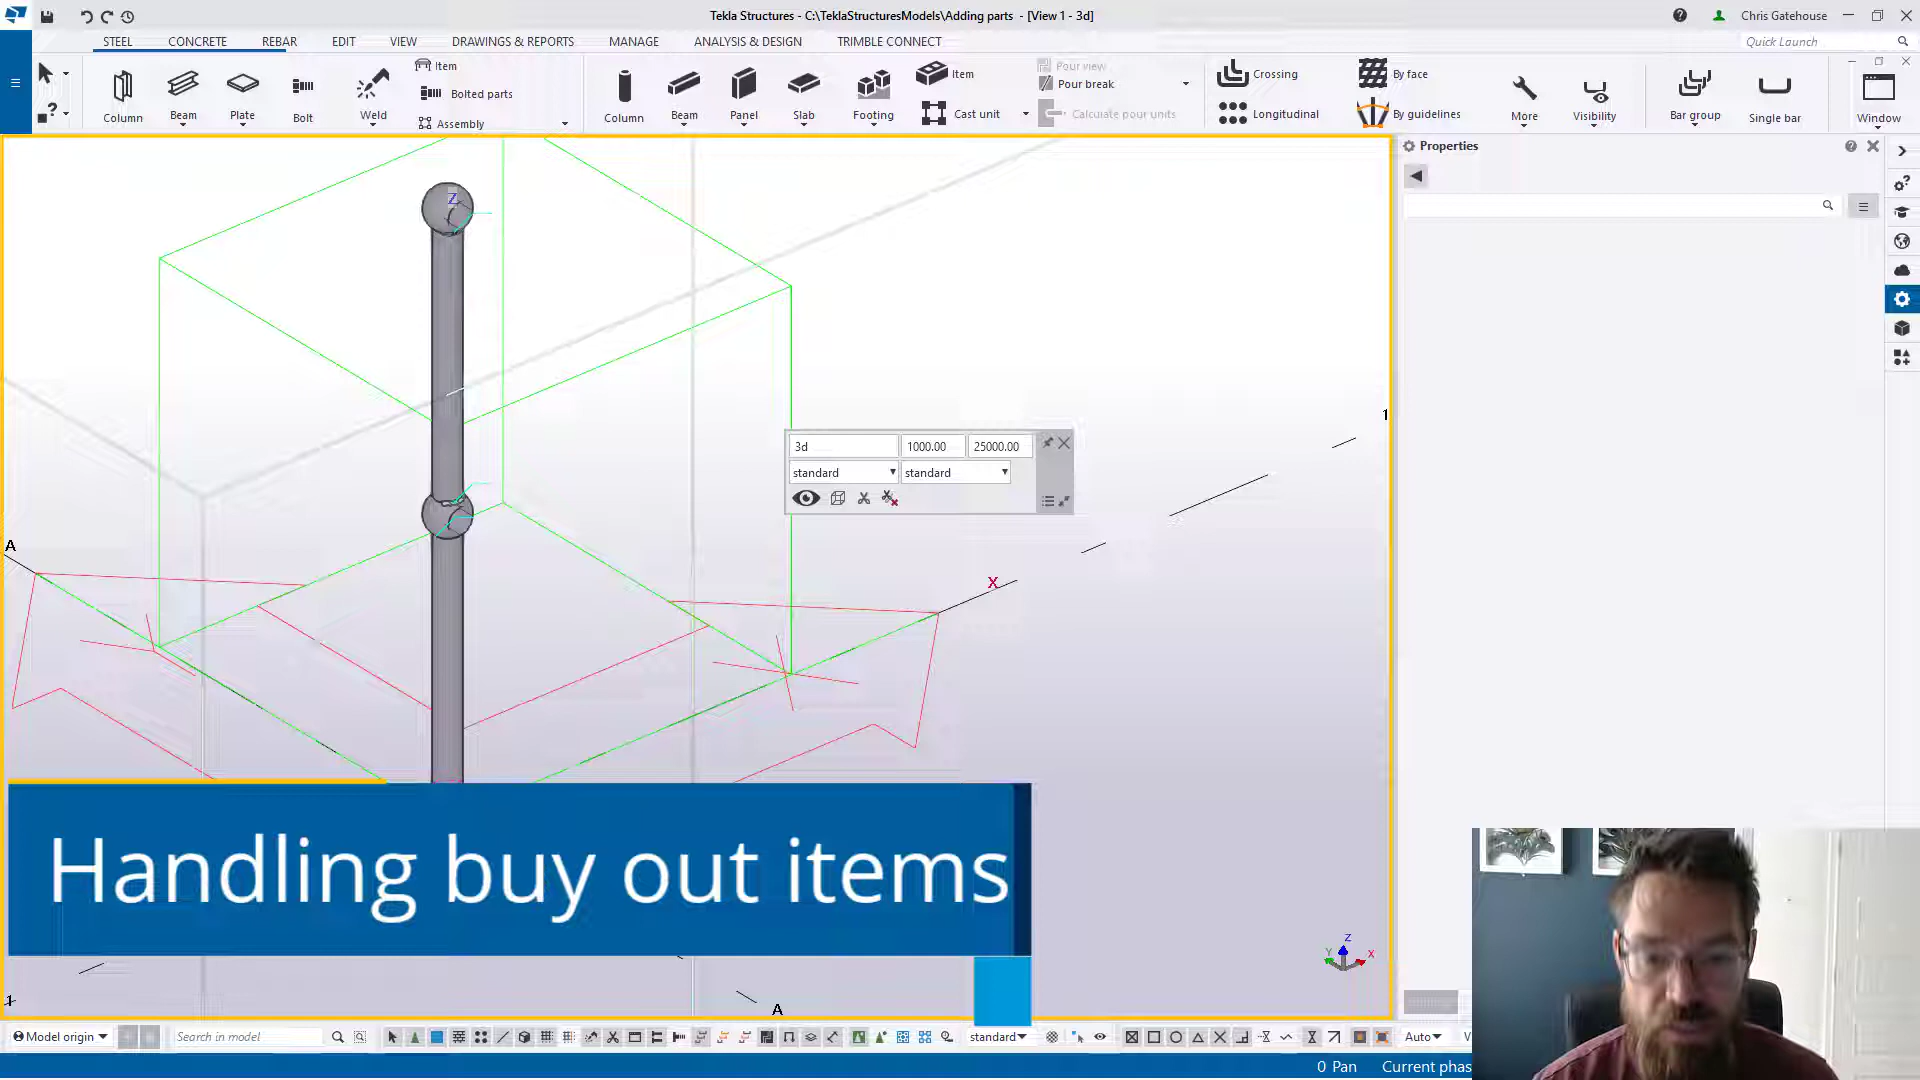 Tekla Structures - C:\TeklaStructuresModels\Adding parts - [View 1 - 3d]
Chris Gatehouse
STEEL CONCRETE REBAR EDIT VIEW DRAWINGS & REPORTS MANAGE ANALYSIS & DESIGN TRIMBLE CONNECT
Quick Launch
Item
Bolted parts
Assembly
Column Beam Plate Bolt Weld
Column Beam Panel Slab Footing
Item
Cast unit
Pour view
Pour break
Calculate pour units
Crossing
Longitudinal
By face
By guidelines
More Visibility Bar group Single bar Window
Properties
Z
3d 1000.00 25000.00
standard standard
1
A
X
Handling buy out items
Z
Y X
1
A
Model origin
Search in model
standard
Auto
V
0 Pan Current phas